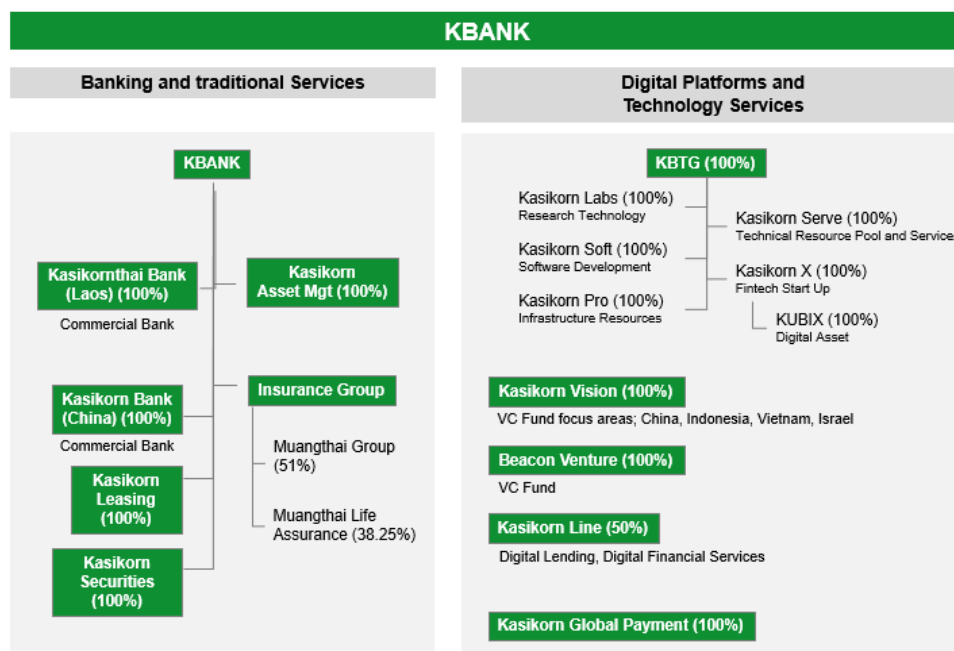 KBANK
Banking and traditional Services
KBANK
Kasikornthai Bank
(Laos) (100%)
Commercial Bank
Kasikorn
Asset Mgt (100%)
Kasikorn Bank
(China) (100%)
Commercial Bank
Insurance Group
Muangthai Group
(51%)
Muangthai Life
Assurance (38.25%)
Kasikorn
Leasing
(100%)
Kasikorn
Securities
(100%)
Digital Platforms and
Technology Services
KBTG (100%)
Kasikorn Labs (100%)
Research Technology
Kasikorn Serve (100%)
Technical Resource Pool and Service
Kasikorn Soft (100%)
Software Development
Kasikorn X (100%)
Fintech Start Up
Kasikorn Pro (100%)
Infrastructure Resources
KUBIX (100%)
Digital Asset
Kasikorn Vision (100%)
VC Fund focus areas; China, Indonesia, Vietnam, Israel
Beacon Venture (100%)
VC Fund
Kasikorn Line (50%)
Digital Lending, Digital Financial Services
Kasikorn Global Payment (100%)